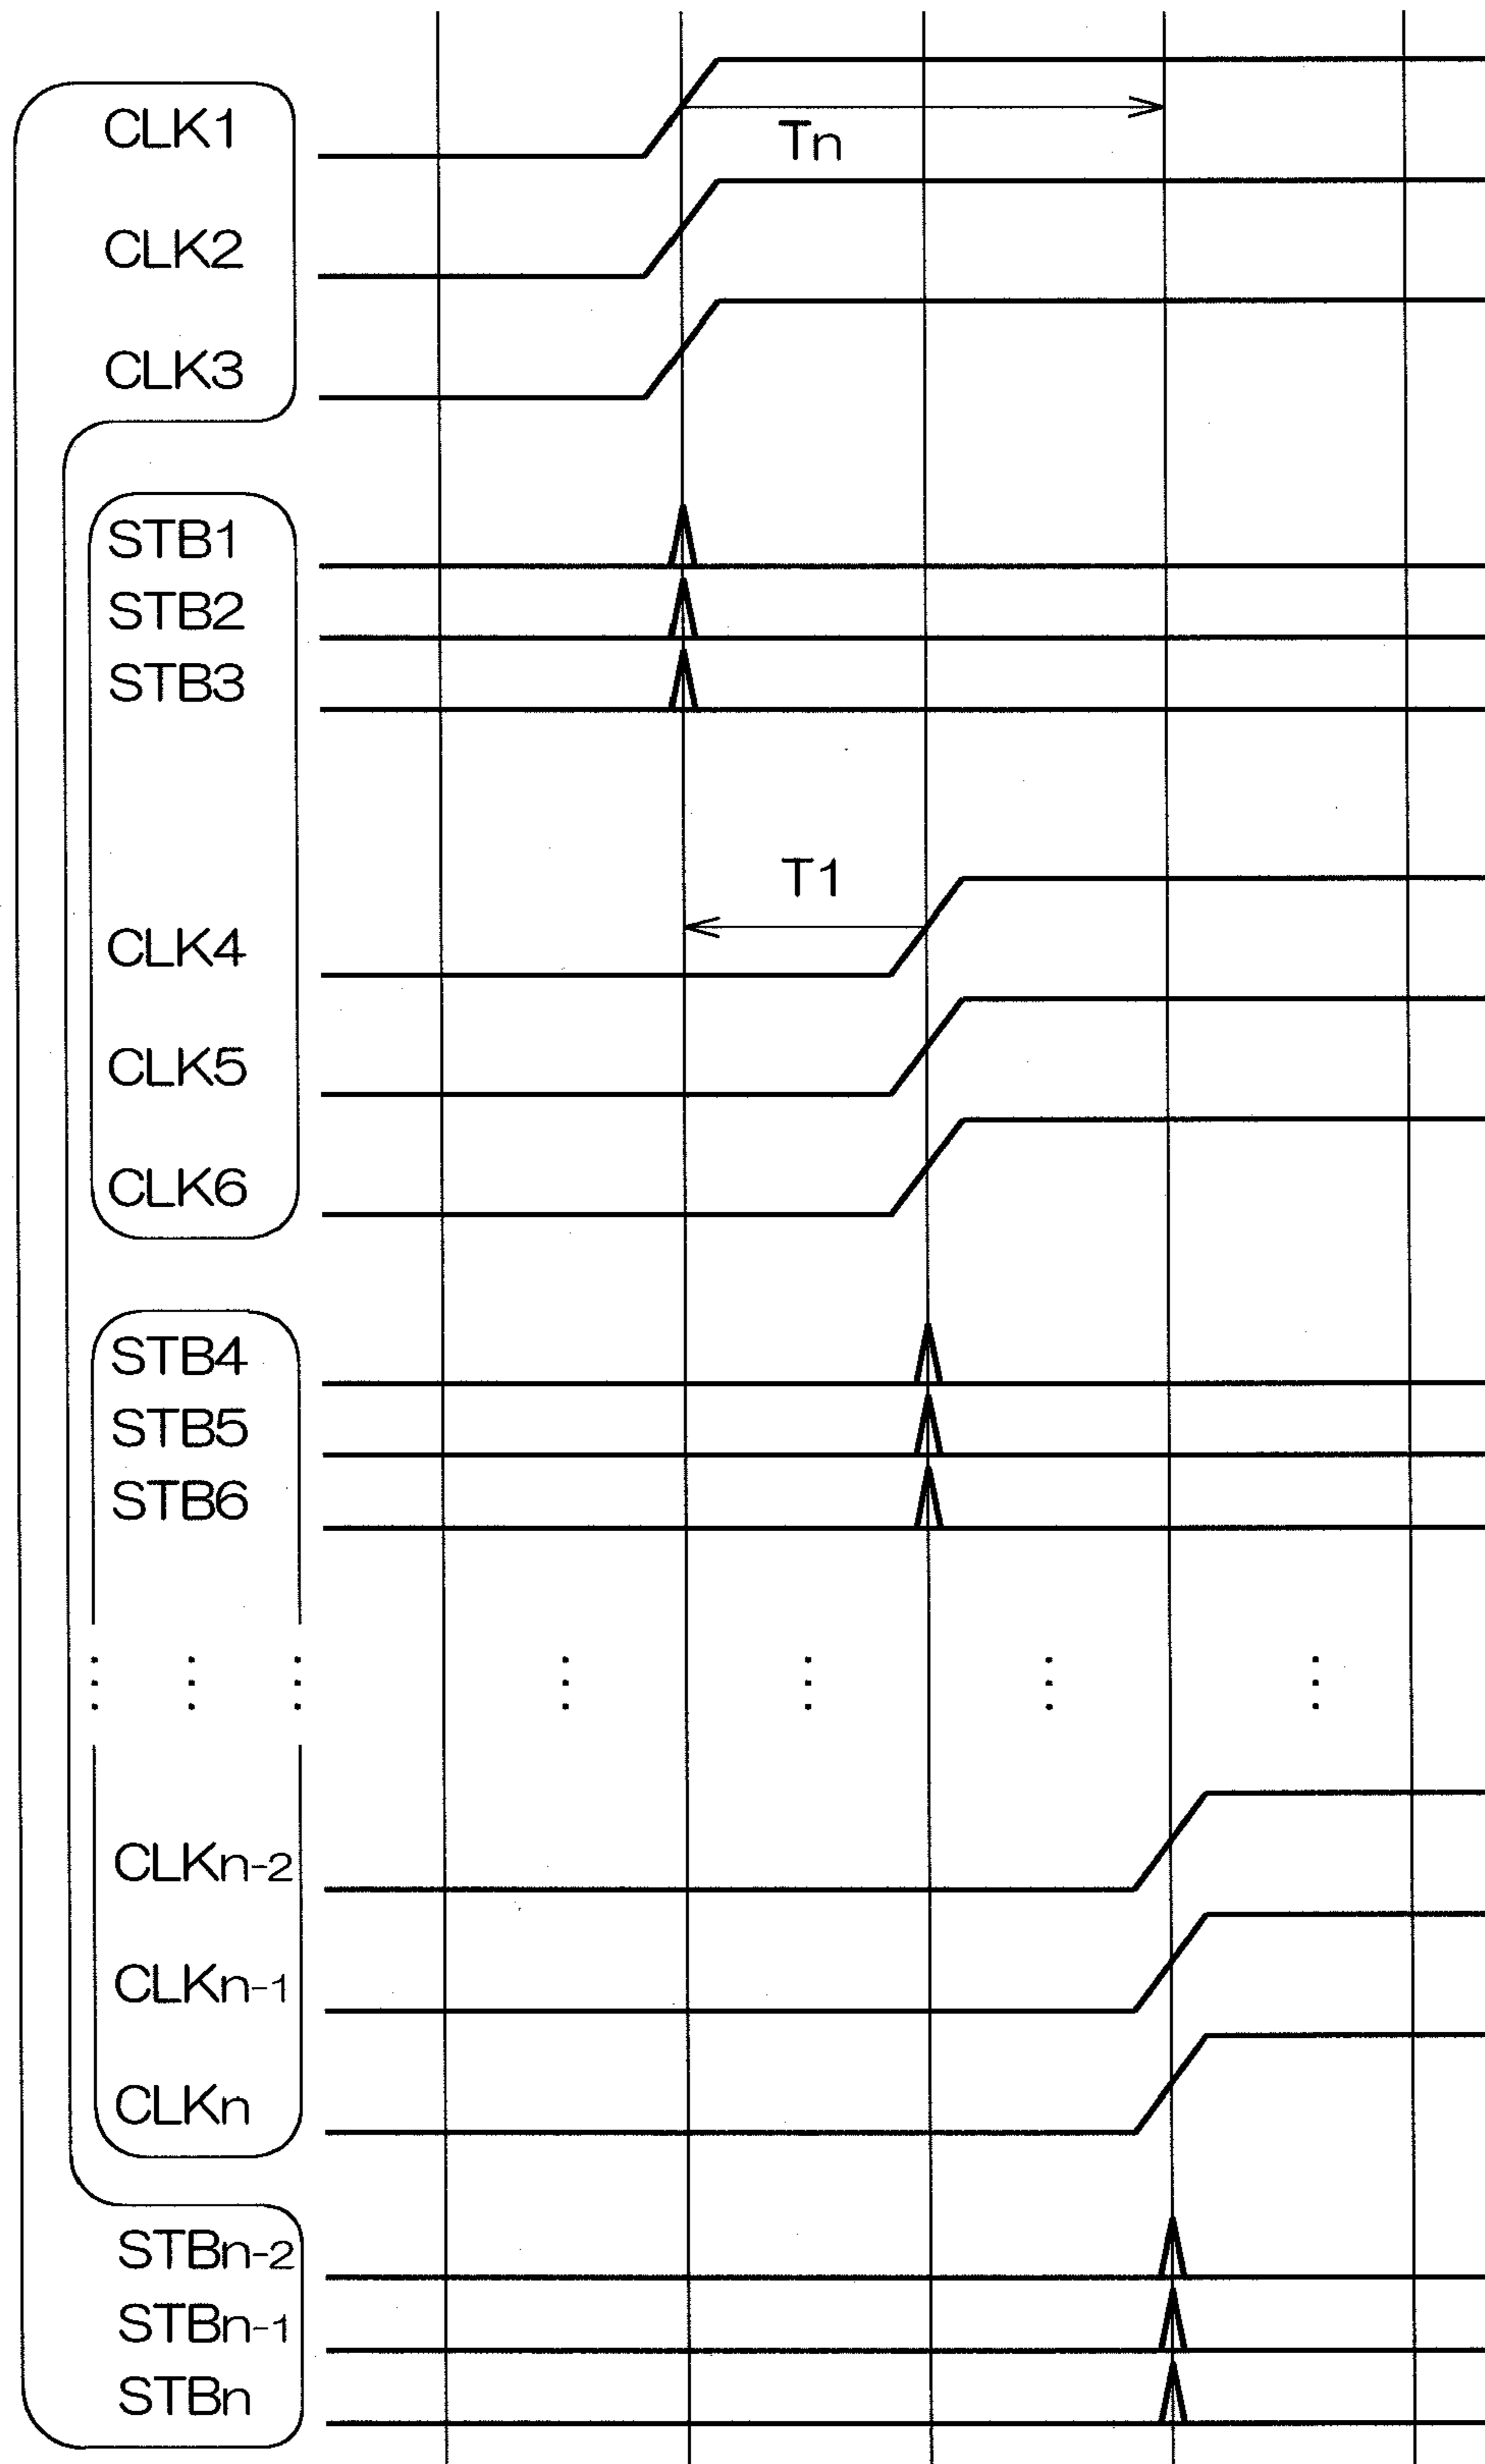 CLK1
Tn
CLK2
CLK3
STB1
STB2
STB3
T1
CLK4
CLK5
CLK6
STB4
STB5
STB6
CLKn-2
CLKn-1
CLKn
STBn-2
STBn-1
STBn